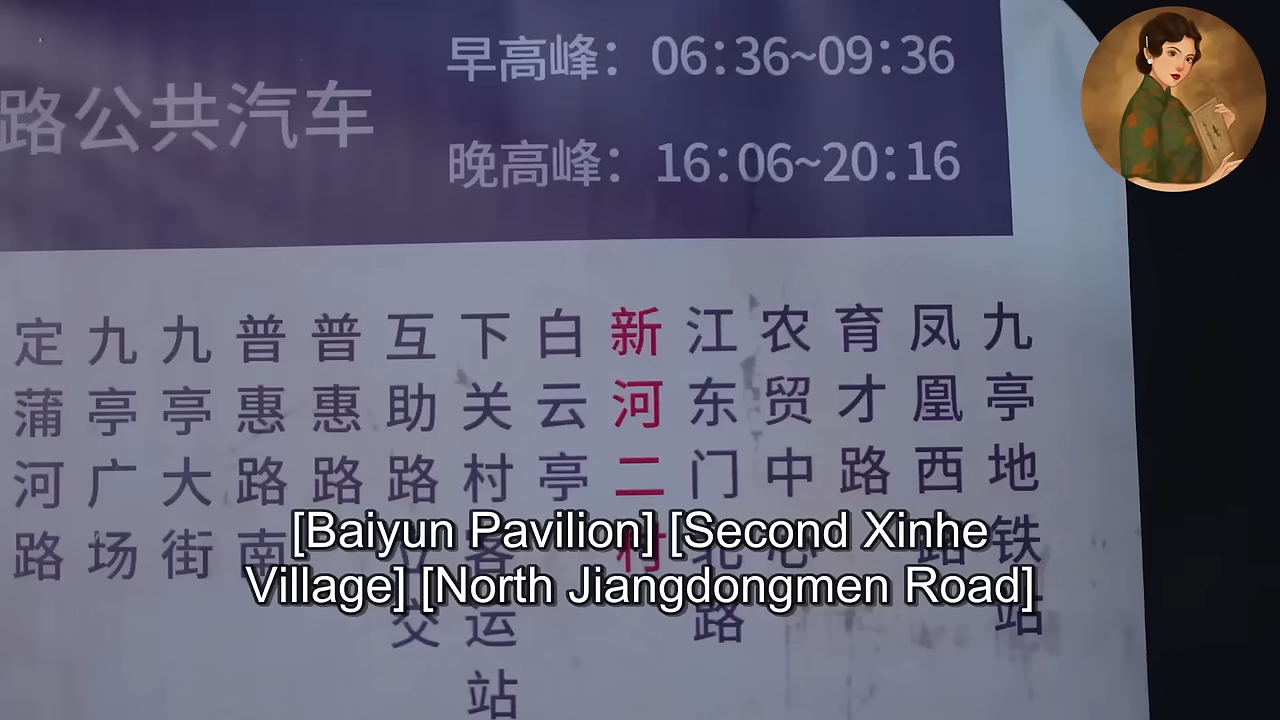 路公共汽车
早高峰：06:36~09:36
晚高峰：16:06~20:16
定蒲河路
九亭广场
九亭大街
普惠路南
普惠路
互助路立交
下关村客运站
白云亭
新河二村
江东门北路
农贸中心
育才路
凤凰西路
九亭地铁站
[Baiyun Pavilion] [Second Xinhe
Village] [North Jiangdongmen Road]